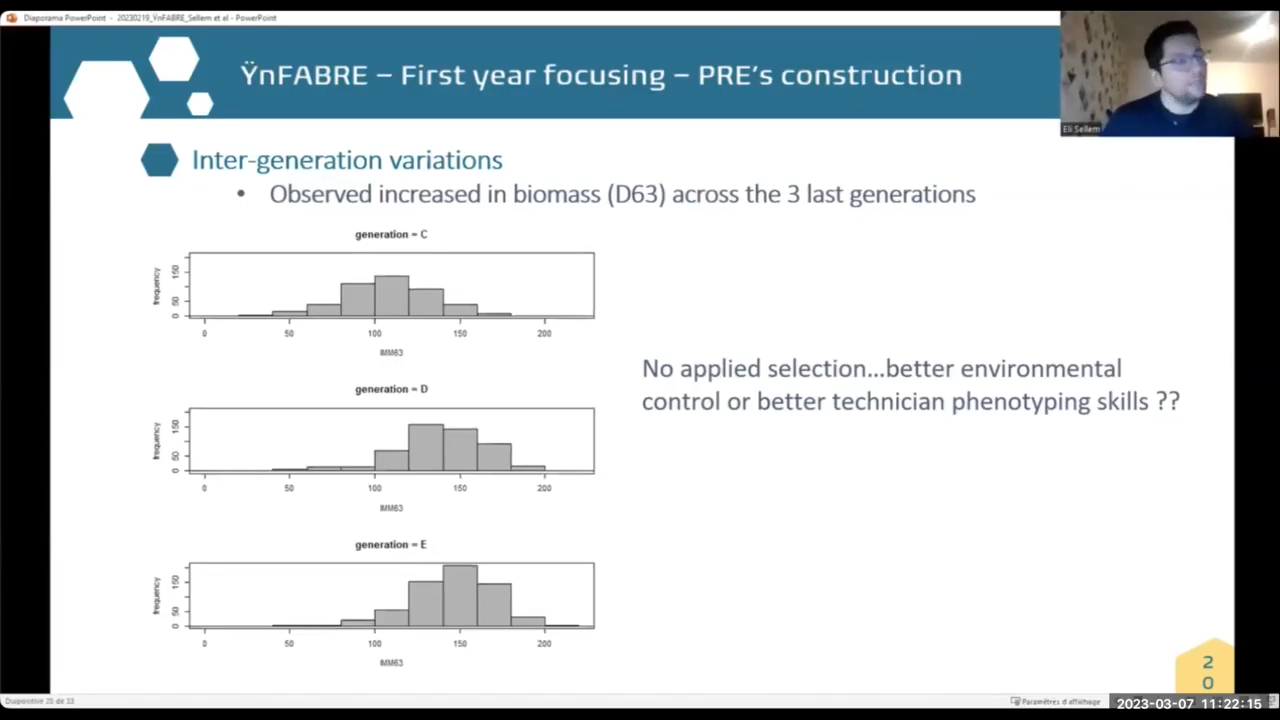 Diaporama PowerPoint - 20230219_ŸnFABRE_Sellem et al - PowerPoint
ŸnFABRE – First year focusing – PRE's construction
Eli Sellem
Inter-generation variations
• Observed increased in biomass (D63) across the 3 last generations
generation = C
frequency
0 50 150
0 50 100 150 200
IMM63
No applied selection...better environmental
control or better technician phenotyping skills ??
generation = D
frequency
0 50 150
0 50 100 150 200
IMM63
generation = E
frequency
0 50 150
0 50 100 150 200
IMM63
2
0
Diapositive 20 de 33
Paramètres d'affichage
2023-03-07 11:22:15